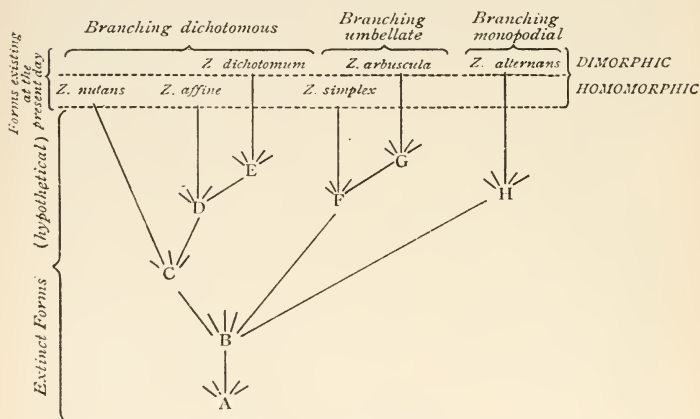 Branching dichotomous
Branching
umbellate
Branching
monopodial
Z. dichotomum
Z. arbuscula
Z. alternans
DIMORPHIC
Z. nutans
Z. affine
Z. simplex
HOMOMORPHIC
Forms existing
at the
present day
(hypothetical)
Extinct Forms
E
G
D
F
H
C
B
A